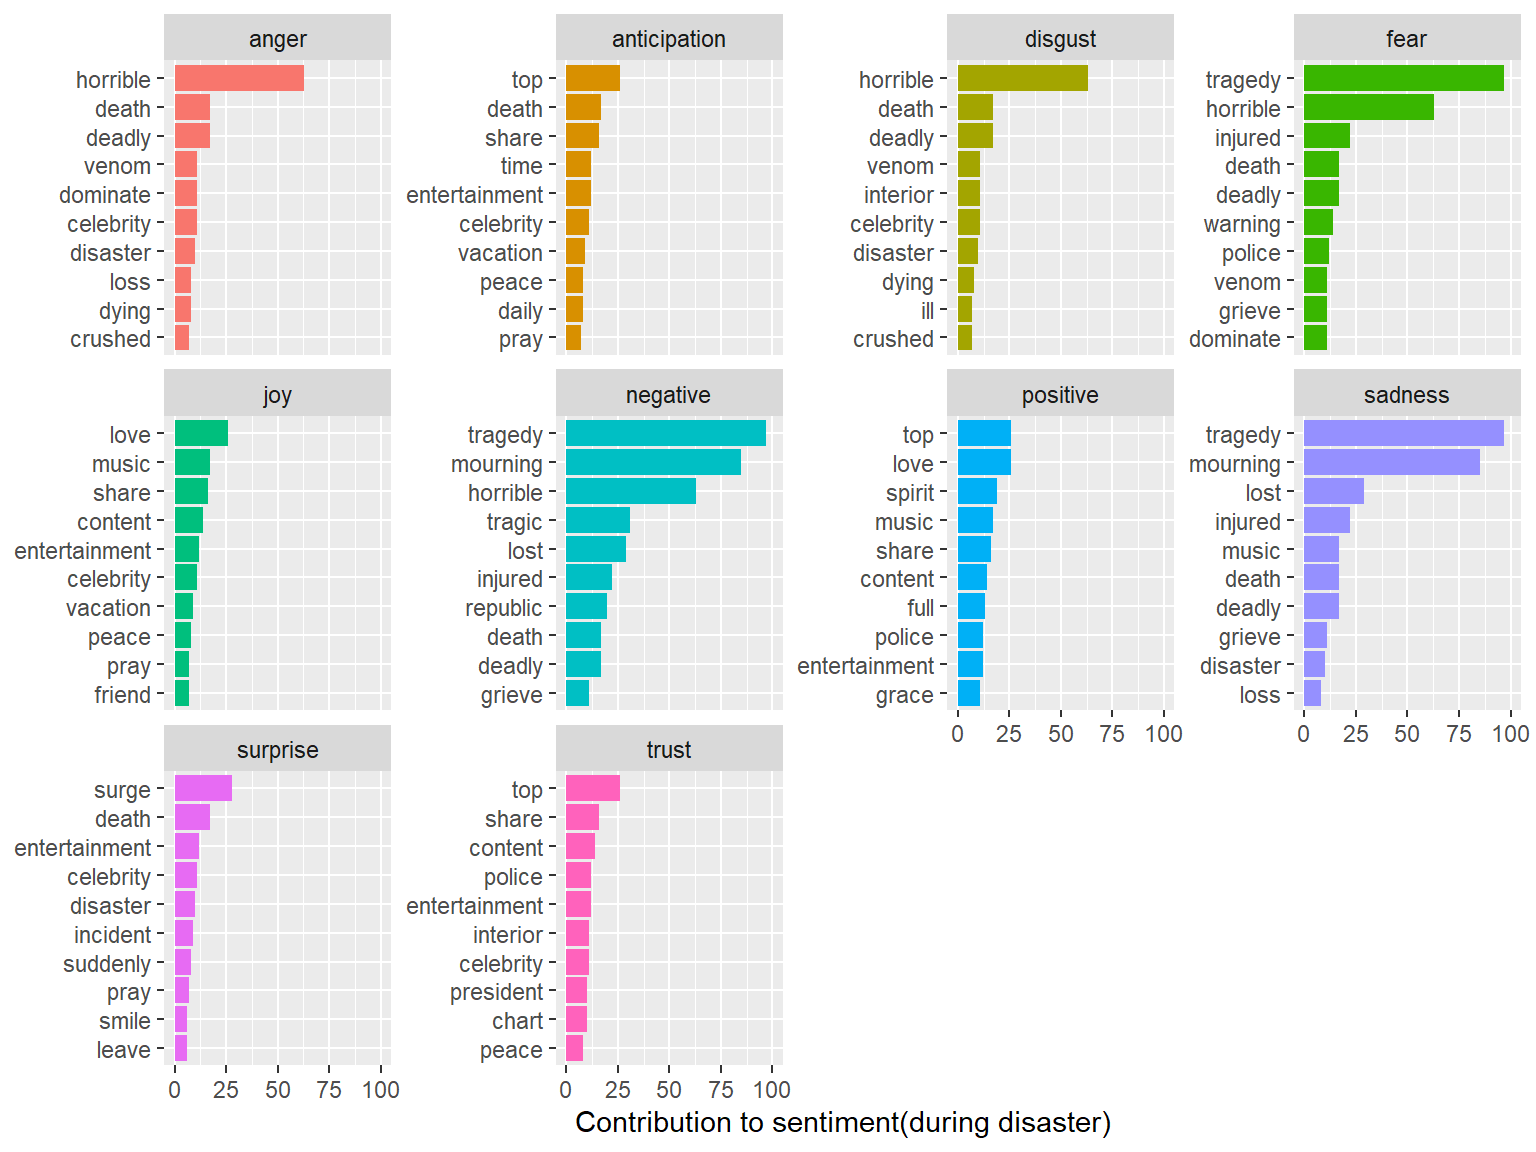 anger
horrible
death
deadly
venom
dominate
celebrity
disaster
loss
dying
crushed
anticipation
top
death
share
time
entertainment
celebrity
vacation
peace
daily
pray
disgust
horrible
death
deadly
venom
interior
celebrity
disaster
dying
ill
crushed
fear
tragedy
horrible
injured
death
deadly
warning
police
venom
grieve
dominate
joy
love
music
share
content
entertainment
celebrity
vacation
peace
pray
friend
negative
tragedy
mourning
horrible
tragic
lost
injured
republic
death
deadly
grieve
positive
top
love
spirit
music
share
content
full
police
entertainment
grace
0 25 50 75 100
sadness
tragedy
mourning
lost
injured
music
death
deadly
grieve
disaster
loss
0 25 50 75 100
surprise
surge
death
entertainment
celebrity
disaster
incident
suddenly
pray
smile
leave
0 25 50 75 100
trust
top
share
content
police
entertainment
interior
celebrity
president
chart
peace
0 25 50 75 100
Contribution to sentiment(during disaster)